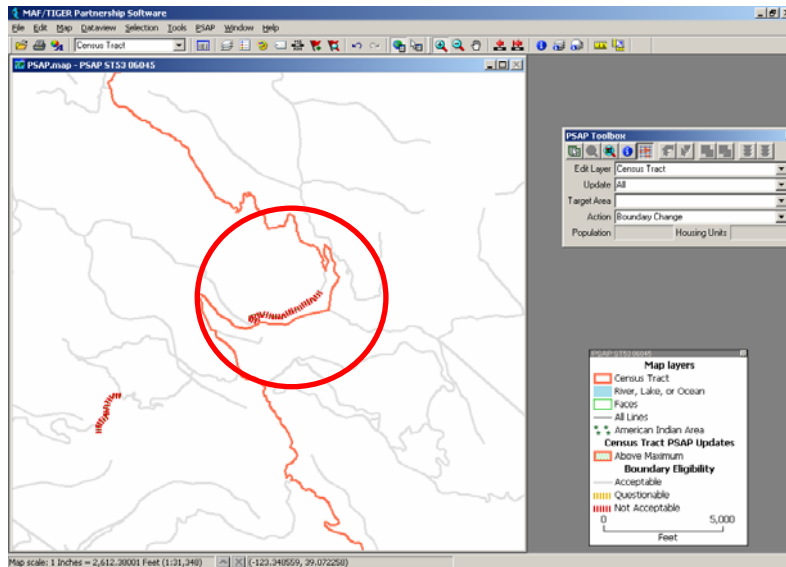 MAF/TIGER Partnership Software
File Edit Map Dataview Selection Tools PSAP Window Help
Census Tract
PSAP.map - PSAP ST53 06045
PSAP Toolbox
Edit Layer Census Tract
Update All
Target Area
Action Boundary Change
Population Housing Units
PSAP ST53 06045
Map layers
Census Tract
River, Lake, or Ocean
Faces
All Lines
American Indian Area
Census Tract PSAP Updates
Above Maximum
Boundary Eligibility
Acceptable
Questionable
Not Acceptable
0 5,000
Feet
Map scale: 1 Inches = 2,612.30001 Feet (1:31,348) (-123.340559, 39.072250)